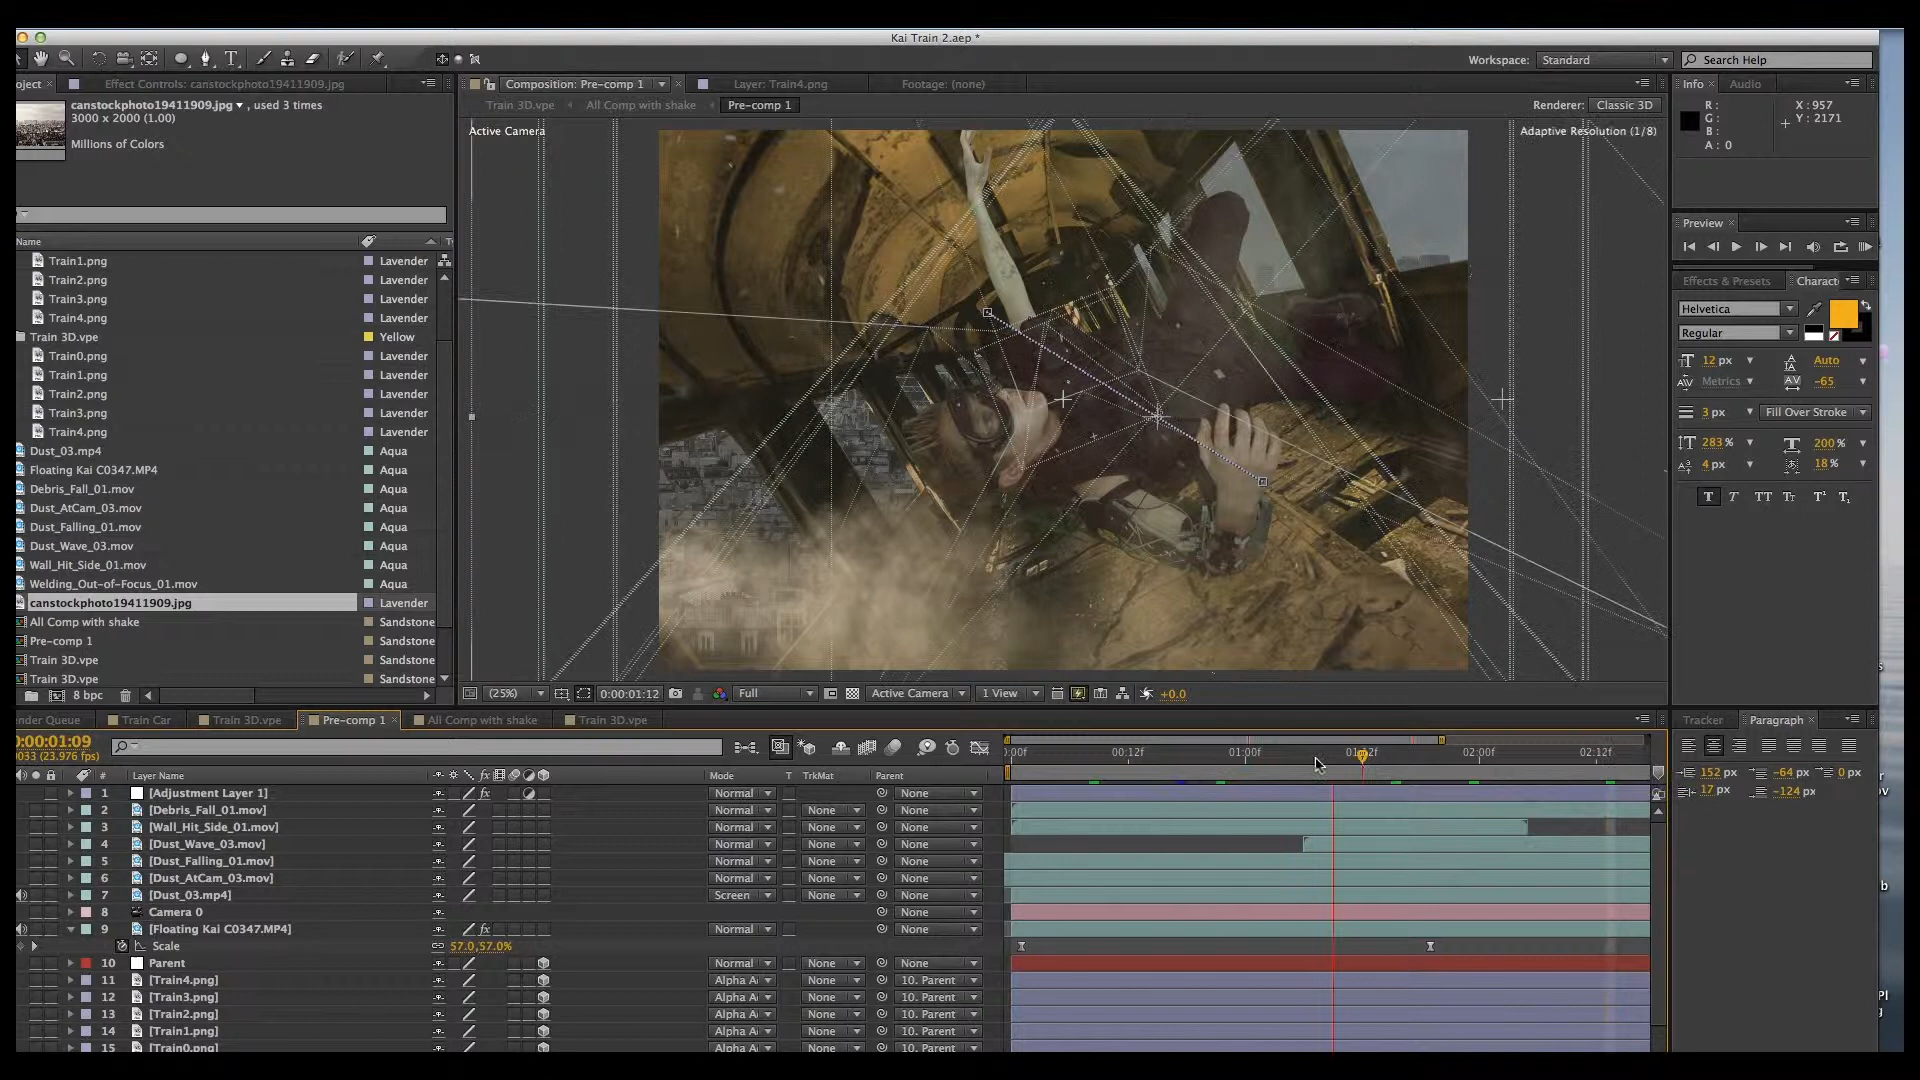 Kai Train 2.aep *
Workspace: Standard
Search Help
oject
Effect Controls: canstockphoto19411909.jpg
Composition: Pre-comp 1
Layer: Train4.png
Footage: (none)
Info
Audio
canstockphoto19411909.jpg , used 3 times
3000 x 2000 (1.00)
Millions of Colors
Train 3D.vpe
All Comp with shake
Pre-comp 1
Renderer: Classic 3D
Active Camera
Adaptive Resolution (1/8)
R :
G :
B :
A : 0
X : 957
Y : 2171
Preview
Name
Train1.png Lavender
Train2.png Lavender
Train3.png Lavender
Train4.png Lavender
Train 3D.vpe Yellow
Train0.png Lavender
Train1.png Lavender
Train2.png Lavender
Train3.png Lavender
Train4.png Lavender
Dust_03.mp4 Aqua
Floating Kai C0347.MP4 Aqua
Debris_Fall_01.mov Aqua
Dust_AtCam_03.mov Aqua
Dust_Falling_01.mov Aqua
Dust_Wave_03.mov Aqua
Wall_Hit_Side_01.mov Aqua
Welding_Out-of-Focus_01.mov Aqua
canstockphoto19411909.jpg Lavender
All Comp with shake Sandstone
Pre-comp 1 Sandstone
Train 3D.vpe Sandstone
Train 3D.vpe Sandstone
8 bpc
Effects & Presets
Charact
Helvetica
Regular
12 px
Auto
Metrics
-65
3 px
Fill Over Stroke
283 %
200 %
4 px
18 %
T T TT Tt T¹ T₁
(25%)
0:00:01:12
Full
Active Camera
1 View
+0.0
nder Queue
Train Car
Train 3D.vpe
Pre-comp 1
All Comp with shake
Train 3D.vpe
Tracker
Paragraph
0:00:01:09
0033 (23.976 fps)
:00f
00:12f
01:00f
01:12f
02:00f
02:12f
152 px
-64 px
0 px
17 px
-124 px
# Layer Name
Mode
T TrkMat
Parent
1 [Adjustment Layer 1] Normal None
2 [Debris_Fall_01.mov] Normal None None
3 [Wall_Hit_Side_01.mov] Normal None None
4 [Dust_Wave_03.mov] Normal None None
5 [Dust_Falling_01.mov] Normal None None
6 [Dust_AtCam_03.mov] Normal None None
7 [Dust_03.mp4] Screen None None
8 Camera 0 None
9 [Floating Kai C0347.MP4] Normal None None
Scale 57.0,57.0%
10 Parent Normal None None
11 [Train4.png] Alpha A None 10. Parent
12 [Train3.png] Alpha A None 10. Parent
13 [Train2.png] Alpha A None 10. Parent
14 [Train1.png] Alpha A None 10. Parent
15 [Train0.png] Alpha A None 10. Parent